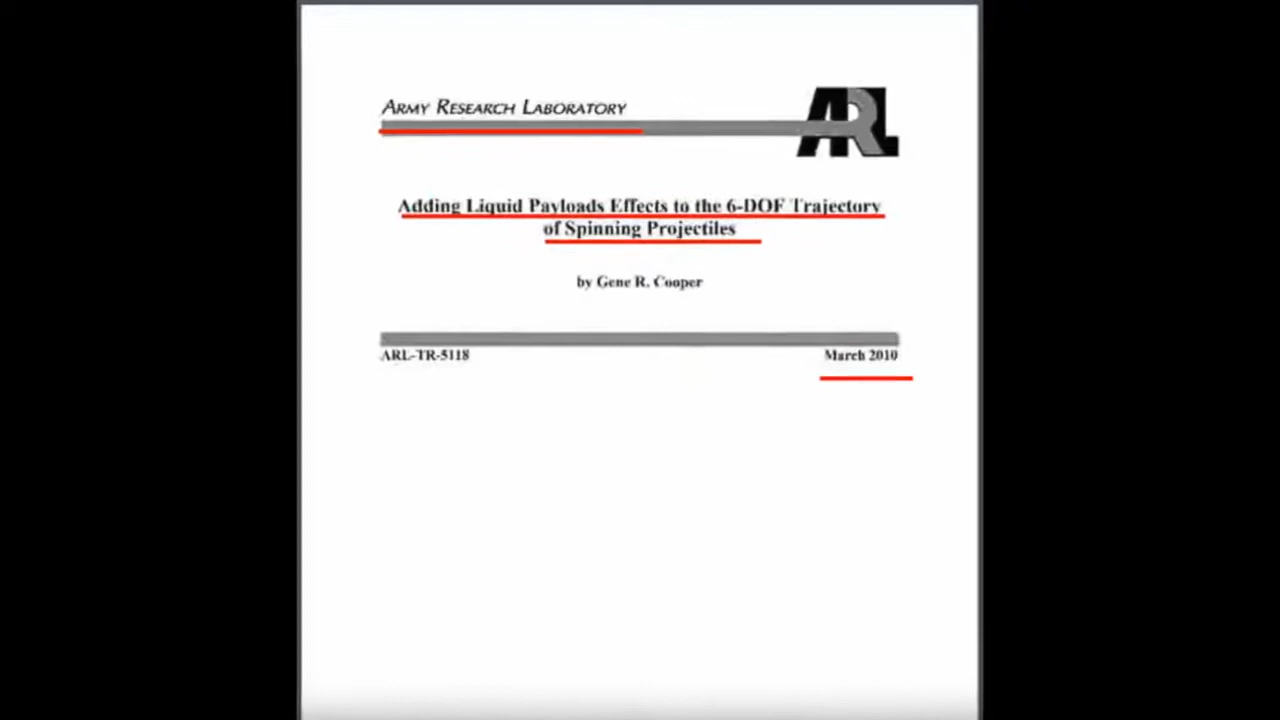 ARMY RESEARCH LABORATORY
ARL
Adding Liquid Payloads Effects to the 6-DOF Trajectory
of Spinning Projectiles
by Gene R. Cooper
ARL-TR-5118 March 2010